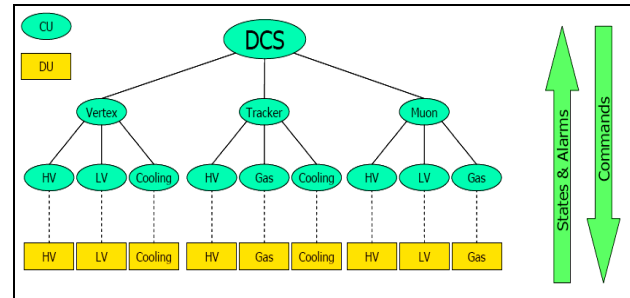 CU
DU
DCS
Vertex Tracker Muon
HV LV Cooling HV Gas Cooling HV LV Gas
HV LV Cooling HV Gas Cooling HV LV Gas
States & Alarms
Commands